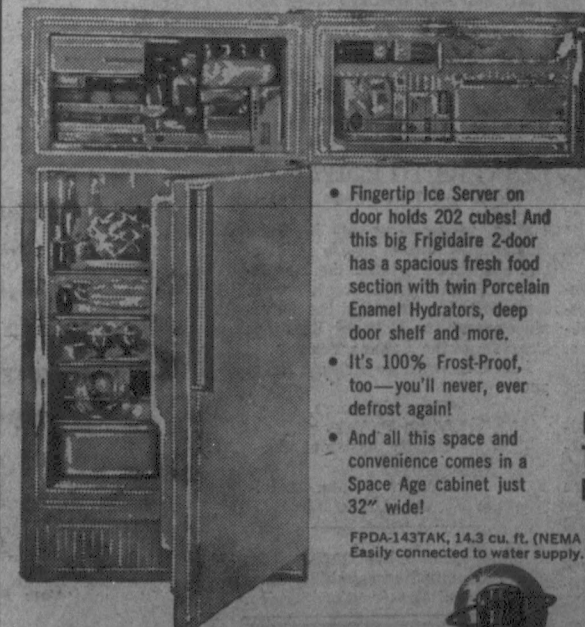 • Fingertip Ice Server on
door holds 202 cubes! And
this big Frigidaire 2-door
has a spacious fresh food
section with twin Porcelain
Enamel Hydrators, deep
door shelf and more.
• It's 100% Frost-Proof,
too—you'll never, ever
defrost again!
• And all this space and
convenience comes in a
Space Age cabinet just
32" wide!
FPDA-143TAK, 14.3 cu. ft. (NEMA
Easily connected to water supply.